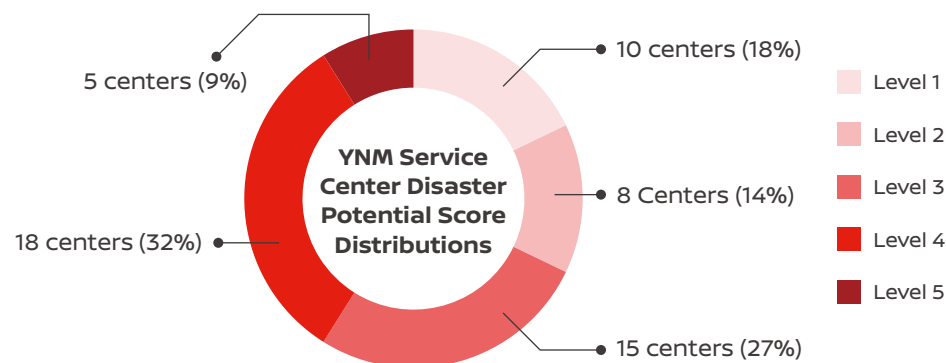 5 centers (9%)
10 centers (18%)
8 Centers (14%)
18 centers (32%)
15 centers (27%)
YNM Service
Center Disaster
Potential Score
Distributions
Level 1
Level 2
Level 3
Level 4
Level 5